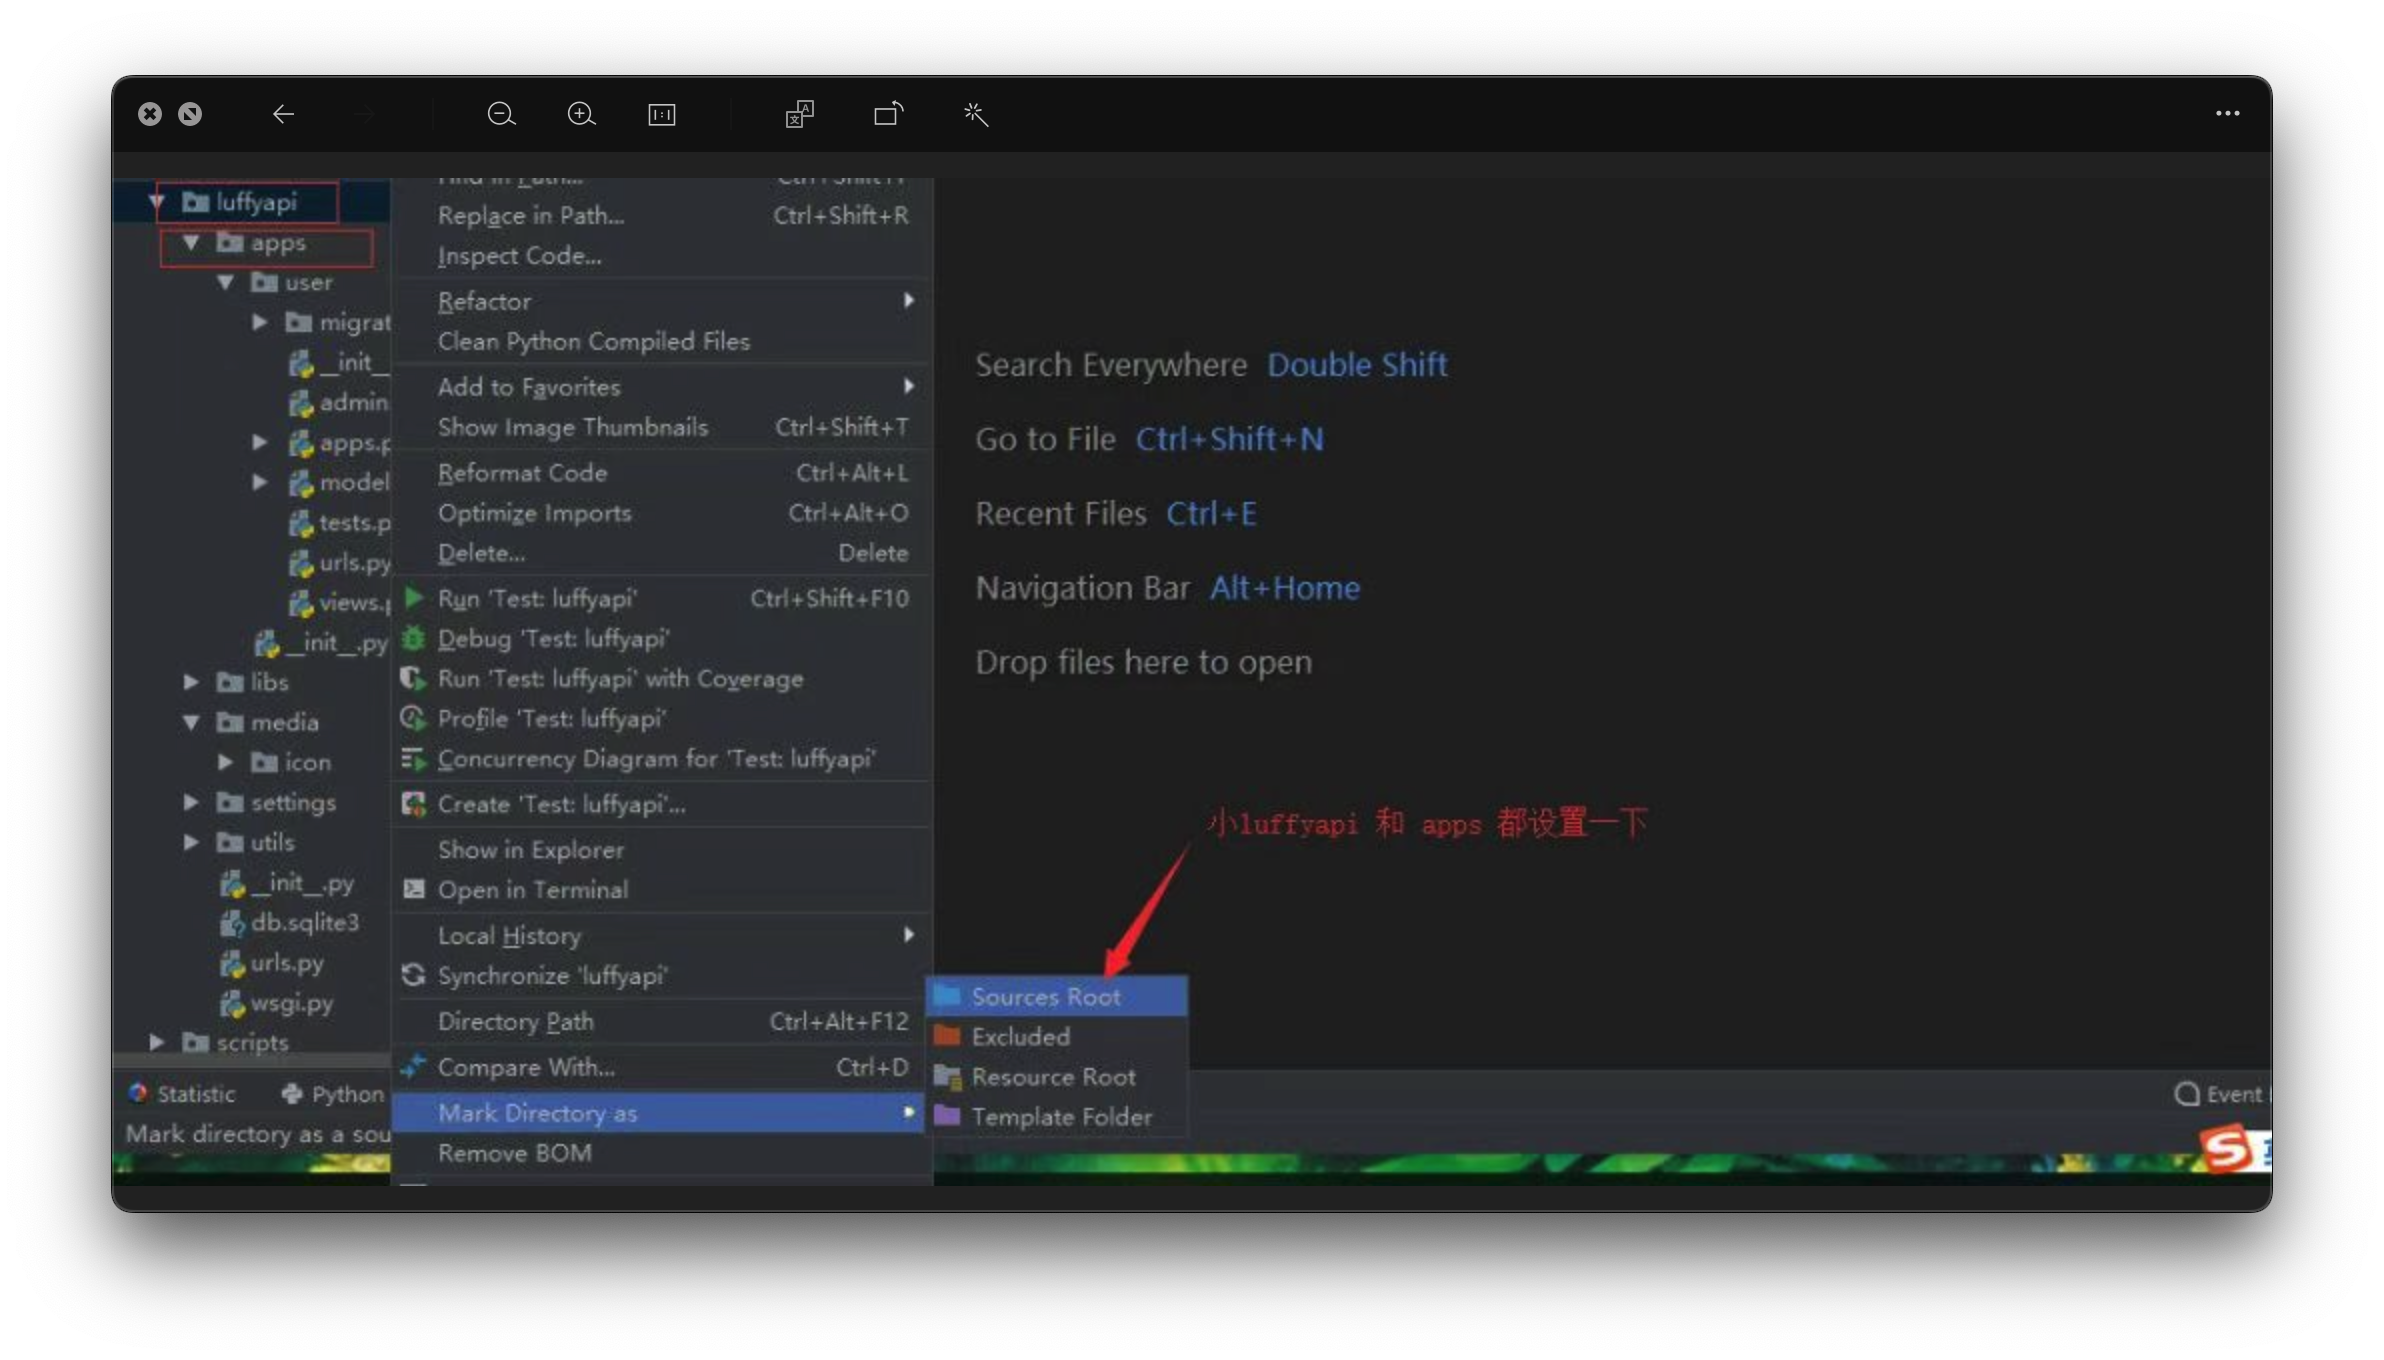 luffyapi
apps
user
migrat
__init__
admin
apps.p
model
tests.p
urls.py
views.
__init__.py
libs
media
icon
settings
utils
__init__.py
db.sqlite3
urls.py
wsgi.py
scripts
Replace in Path... Ctrl+Shift+R
Inspect Code...
Refactor
Clean Python Compiled Files
Add to Favorites
Show Image Thumbnails Ctrl+Shift+T
Reformat Code Ctrl+Alt+L
Optimize Imports Ctrl+Alt+O
Delete... Delete
Run 'Test: luffyapi' Ctrl+Shift+F10
Debug 'Test: luffyapi'
Run 'Test: luffyapi' with Coverage
Profile 'Test: luffyapi'
Concurrency Diagram for 'Test: luffyapi'
Create 'Test: luffyapi'...
Show in Explorer
Open in Terminal
Local History
Synchronize 'luffyapi'
Directory Path Ctrl+Alt+F12
Compare With... Ctrl+D
Mark Directory as
Remove BOM
Sources Root
Excluded
Resource Root
Template Folder
Search Everywhere Double Shift
Go to File Ctrl+Shift+N
Recent Files Ctrl+E
Navigation Bar Alt+Home
Drop files here to open
小luffyapi 和 apps 都设置一下
Statistic Python
Event
Mark directory as a sou